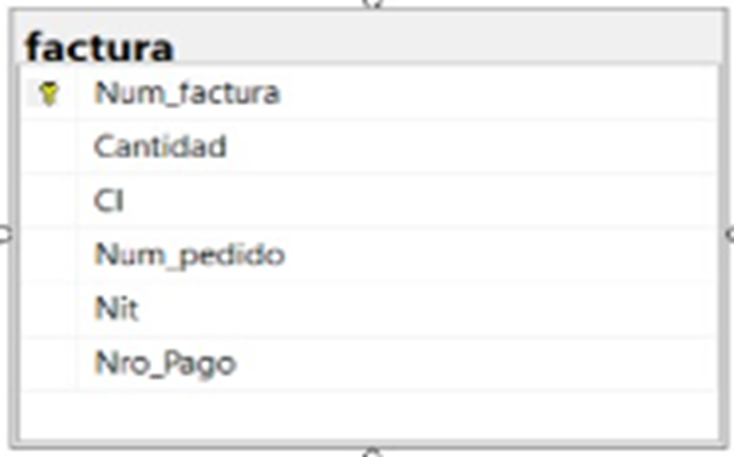 factura
Num_factura
Cantidad
CI
Num_pedido
Nit
Nro_Pago